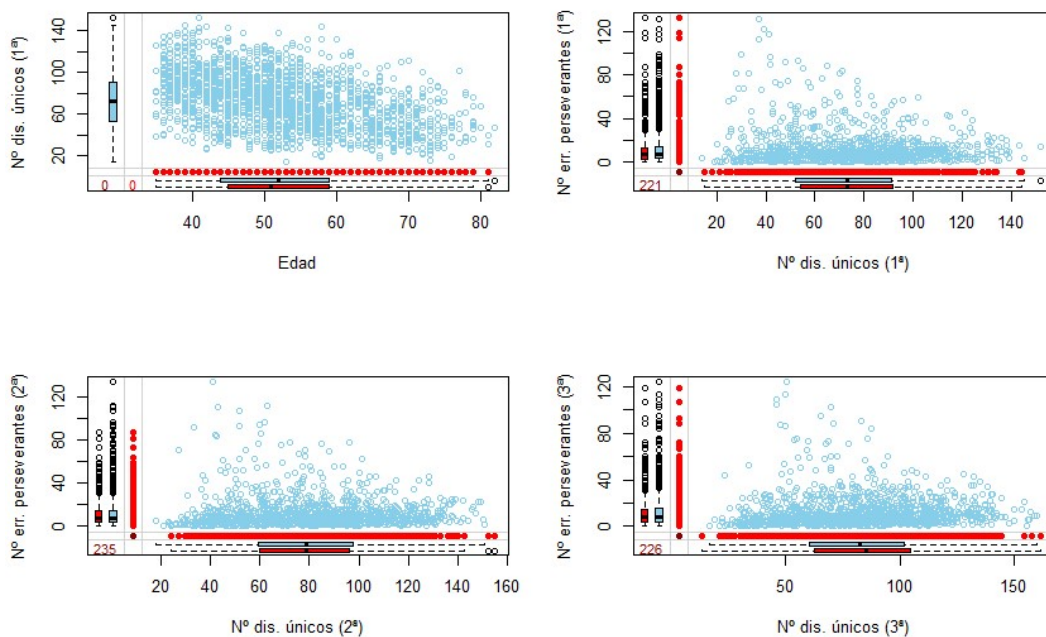 Nº dis. únicos (1ª)
20 60 100 140
0 0
40 50 60 70 80
Edad
Nº err. perseverantes (1ª)
0 40 80 120
221
20 40 60 80 100 120 140
Nº dis. únicos (1ª)
Nº err. perseverantes (2ª)
0 40 80 120
235
20 40 60 80 100 120 140 160
Nº dis. únicos (2ª)
Nº err. perseverantes (3ª)
0 40 80 120
226
50 100 150
Nº dis. únicos (3ª)